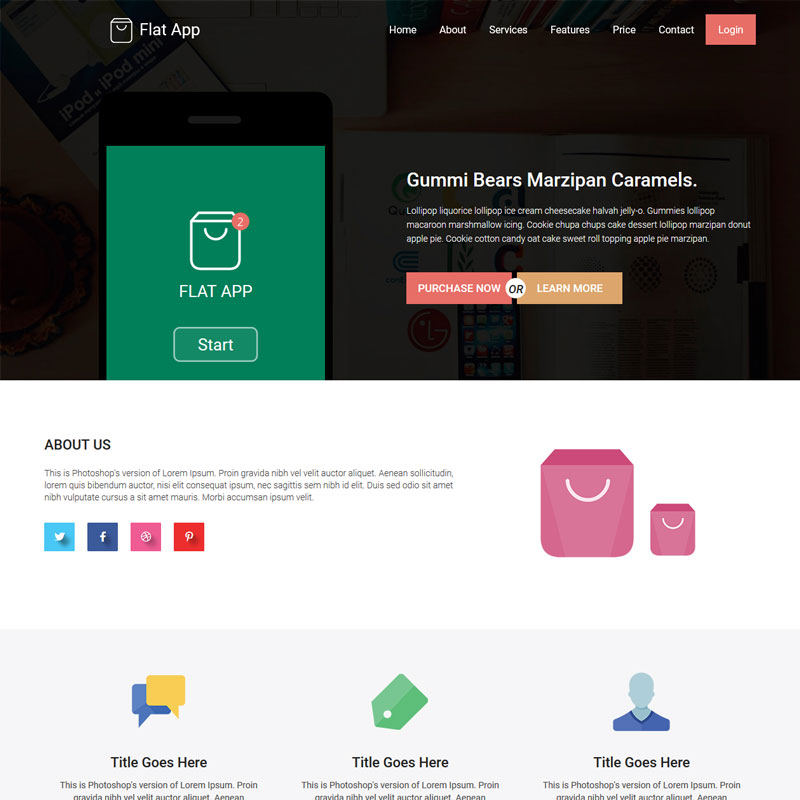 Flat App
Home About Services Features Price Contact Login
iPod mini
iPod
2
FLAT APP
Start
Gummi Bears Marzipan Caramels.
Lollipop liquorice lollipop ice cream cheesecake halvah jelly-o. Gummies lollipop
macaroon marshmallow icing. Cookie chupa chups cake dessert lollipop marzipan donut
apple pie. Cookie cotton candy oat cake sweet roll topping apple pie marzipan.
PURCHASE NOW OR LEARN MORE
LG
ABOUT US
This is Photoshop's version of Lorem Ipsum. Proin gravida nibh vel velit auctor aliquet. Aenean sollicitudin,
lorem quis bibendum auctor, nisi elit consequat ipsum, nec sagittis sem nibh id elit. Duis sed odio sit amet
nibh vulputate cursus a sit amet mauris. Morbi accumsan ipsum velit.
Title Goes Here
This is Photoshop's version of Lorem Ipsum. Proin
gravida nibh vel velit auctor aliquet. Aenean
Title Goes Here
This is Photoshop's version of Lorem Ipsum. Proin
gravida nibh vel velit auctor aliquet. Aenean
Title Goes Here
This is Photoshop's version of Lorem Ipsum. Proin
gravida nibh vel velit auctor aliquet. Aenean